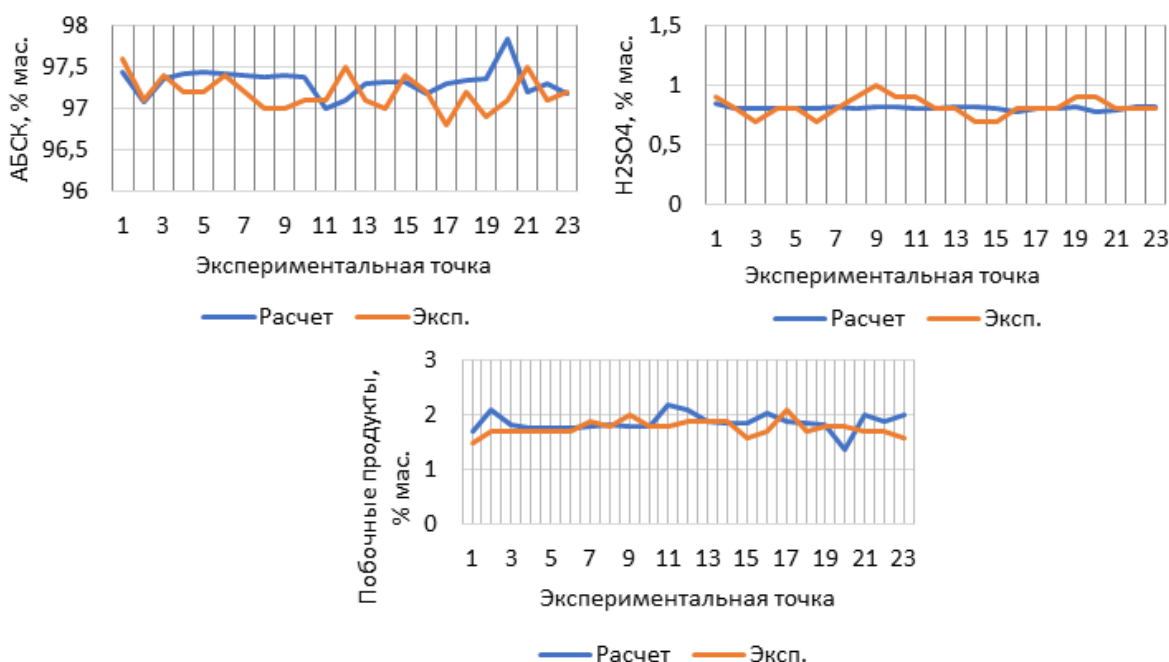 АБСК, % мас.
98
97,5
97
96,5
96
1 3 5 7 9 11 13 15 17 19 21 23
Экспериментальная точка
Расчет Эксп.
H2SO4, % мас.
1,5
1
0,5
0
1 3 5 7 9 11 13 15 17 19 21 23
Экспериментальная точка
Расчет Эксп.
Побочные продукты,
% мас.
3
2
1
0
1 3 5 7 9 11 13 15 17 19 21 23
Экспериментальная точка
Расчет Эксп.